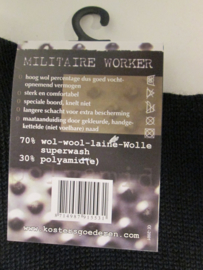 MILITAIRE WORKER
hoog wol percentage dus goed vocht-
opnemend vermogen
sterk en comfortabel
speciale boord, knelt niet
langere schacht voor extra bescherming
maataanduiding door gekleurde, handge-
kettelde (niet voelbare) naad
70% wol-wool-laine-Wolle
superwash
30% polyamid(e)
www.kostersgoederen.com